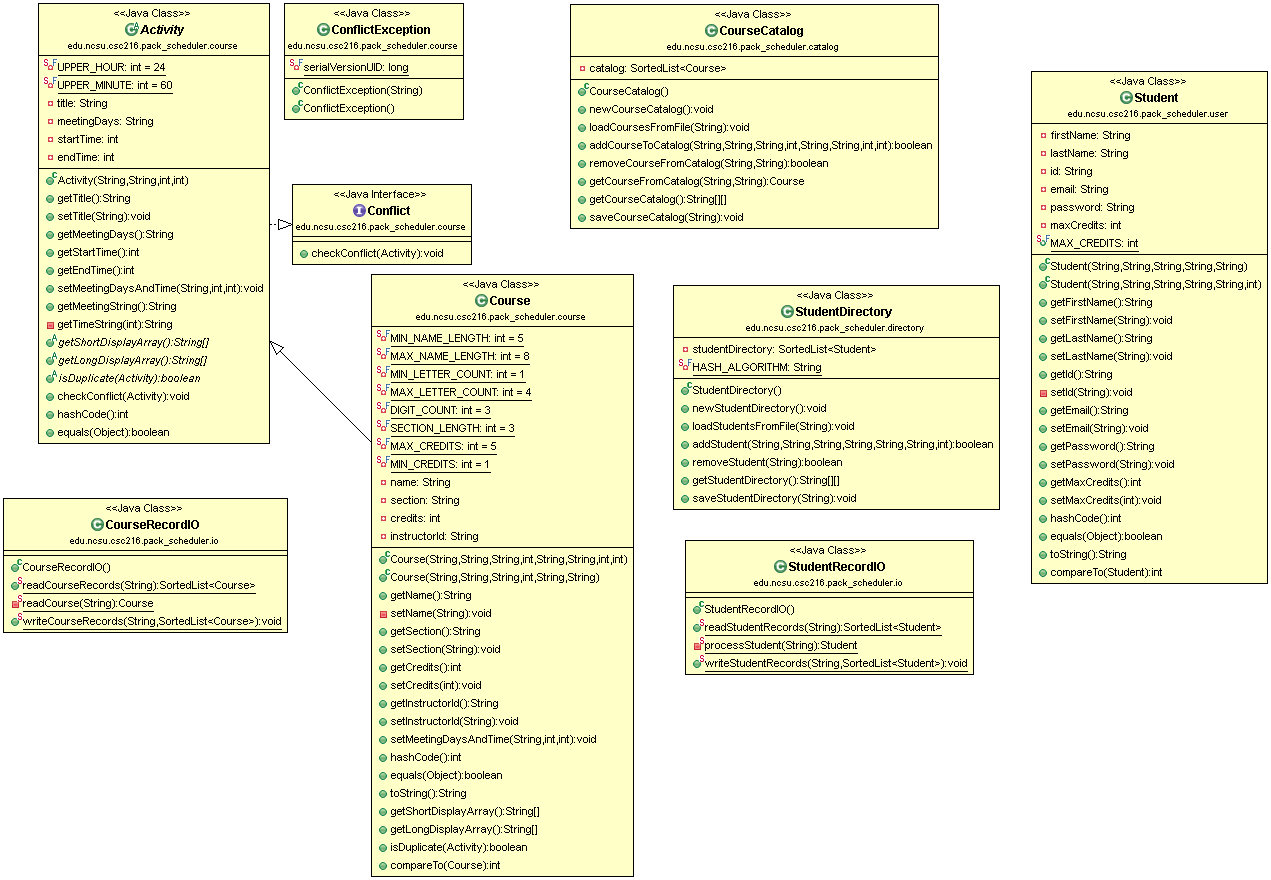 <<Java Class>>
Activity
edu.ncsu.csc216.pack_scheduler.course
UPPER_HOUR: int = 24
UPPER_MINUTE: int = 60
title: String
meetingDays: String
startTime: int
endTime: int
Activity(String,String,int,int)
getTitle():String
setTitle(String):void
getMeetingDays():String
getStartTime():int
getEndTime():int
setMeetingDaysAndTime(String,int,int):void
getMeetingString():String
getTimeString(int):String
getShortDisplayArray():String[]
getLongDisplayArray():String[]
isDuplicate(Activity):boolean
checkConflict(Activity):void
hashCode():int
equals(Object):boolean
<<Java Class>>
ConflictException
edu.ncsu.csc216.pack_scheduler.course
serialVersionUID: long
ConflictException(String)
ConflictException()
<<Java Interface>>
Conflict
edu.ncsu.csc216.pack_scheduler.course
checkConflict(Activity):void
<<Java Class>>
CourseCatalog
edu.ncsu.csc216.pack_scheduler.catalog
catalog: SortedList<Course>
CourseCatalog()
newCourseCatalog():void
loadCoursesFromFile(String):void
addCourseToCatalog(String,String,String,int,String,String,int,int):boolean
removeCourseFromCatalog(String,String):boolean
getCourseFromCatalog(String,String):Course
getCourseCatalog():String[][]
saveCourseCatalog(String):void
<<Java Class>>
Student
edu.ncsu.csc216.pack_scheduler.user
firstName: String
lastName: String
id: String
email: String
password: String
maxCredits: int
MAX_CREDITS: int
Student(String,String,String,String,String)
Student(String,String,String,String,String,int)
getFirstName():String
setFirstName(String):void
getLastName():String
setLastName(String):void
getId():String
setId(String):void
getEmail():String
setEmail(String):void
getPassword():String
setPassword(String):void
getMaxCredits():int
setMaxCredits(int):void
hashCode():int
equals(Object):boolean
toString():String
compareTo(Student):int
<<Java Class>>
Course
edu.ncsu.csc216.pack_scheduler.course
MIN_NAME_LENGTH: int = 5
MAX_NAME_LENGTH: int = 8
MIN_LETTER_COUNT: int = 1
MAX_LETTER_COUNT: int = 4
DIGIT_COUNT: int = 3
SECTION_LENGTH: int = 3
MAX_CREDITS: int = 5
MIN_CREDITS: int = 1
name: String
section: String
credits: int
instructorId: String
Course(String,String,String,int,String,String,int,int)
Course(String,String,String,int,String,String)
getName():String
setName(String):void
getSection():String
setSection(String):void
getCredits():int
setCredits(int):void
getInstructorId():String
setInstructorId(String):void
setMeetingDaysAndTime(String,int,int):void
hashCode():int
equals(Object):boolean
toString():String
getShortDisplayArray():String[]
getLongDisplayArray():String[]
isDuplicate(Activity):boolean
compareTo(Course):int
<<Java Class>>
StudentDirectory
edu.ncsu.csc216.pack_scheduler.directory
studentDirectory: SortedList<Student>
HASH_ALGORITHM: String
StudentDirectory()
newStudentDirectory():void
loadStudentsFromFile(String):void
addStudent(String,String,String,String,String,String,int):boolean
removeStudent(String):boolean
getStudentDirectory():String[][]
saveStudentDirectory(String):void
<<Java Class>>
CourseRecordIO
edu.ncsu.csc216.pack_scheduler.io
CourseRecordIO()
readCourseRecords(String):SortedList<Course>
readCourse(String):Course
writeCourseRecords(String,SortedList<Course>):void
<<Java Class>>
StudentRecordIO
edu.ncsu.csc216.pack_scheduler.io
StudentRecordIO()
readStudentRecords(String):SortedList<Student>
processStudent(String):Student
writeStudentRecords(String,SortedList<Student>):void